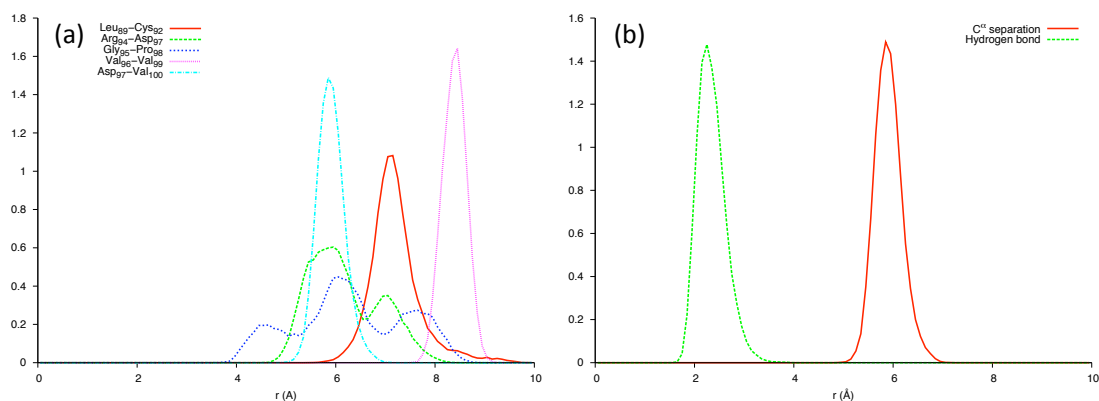 (a)
Leu₈₉–Cys₉₂
Arg₉₄–Asp₉₇
Gly₉₅–Pro₉₈
Val₉₆–Val₉₉
Asp₉₇–Val₁₀₀
1.8
1.6
1.4
1.2
1
0.8
0.6
0.4
0.2
0
0 2 4 6 8 10
r (A)
(b)
C^α separation
Hydrogen bond
1.6
1.4
1.2
1
0.8
0.6
0.4
0.2
0
0 2 4 6 8 10
r (Å)